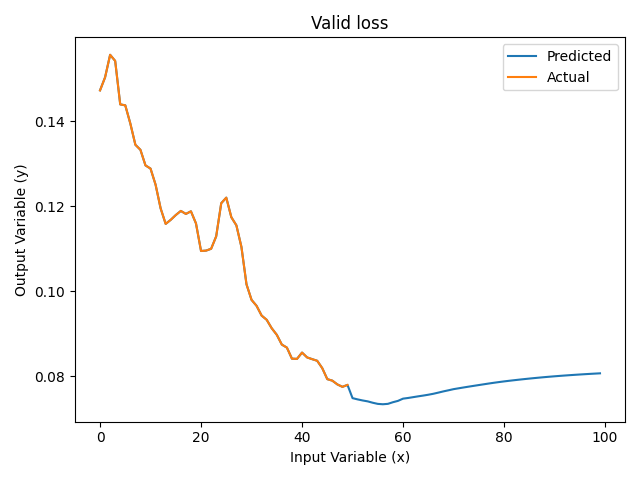 Valid loss
Predicted
Actual
Output Variable (y)
0.14
0.12
0.10
0.08
0
20
40
60
80
100
Input Variable (x)